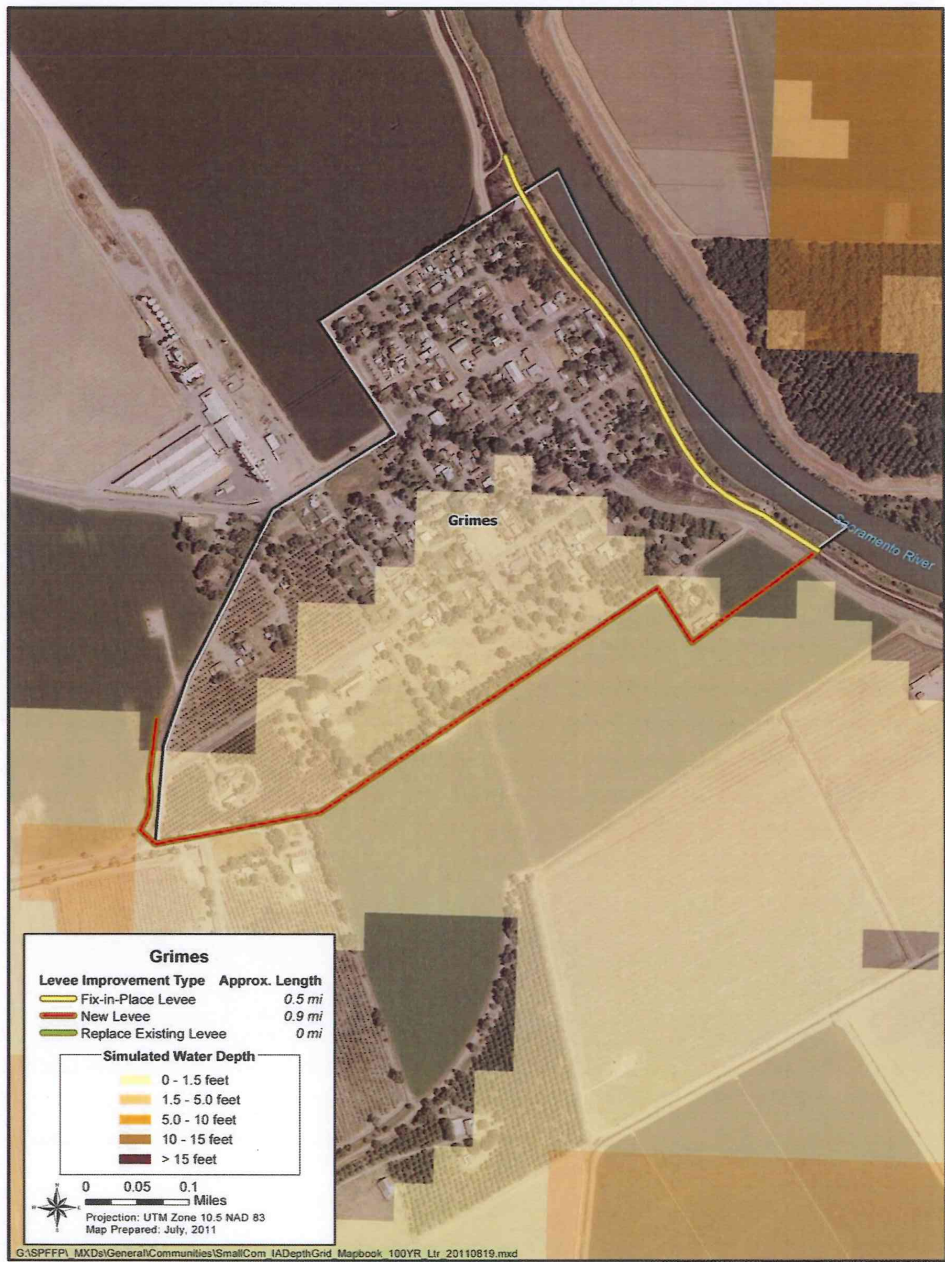 Grimes
Sacramento River
Grimes
Levee Improvement Type Approx. Length
Fix-in-Place Levee 0.5 mi
New Levee 0.9 mi
Replace Existing Levee 0 mi
Simulated Water Depth
0 - 1.5 feet
1.5 - 5.0 feet
5.0 - 10 feet
10 - 15 feet
> 15 feet
N
W E
S
0 0.05 0.1
Miles
Projection: UTM Zone 10.5 NAD 83
Map Prepared: July, 2011
G:\SPFFP\_MXDs\General\Communities\SmallCom_IADepthGrid_Mapbook_100YR_Ltr_20110819.mxd